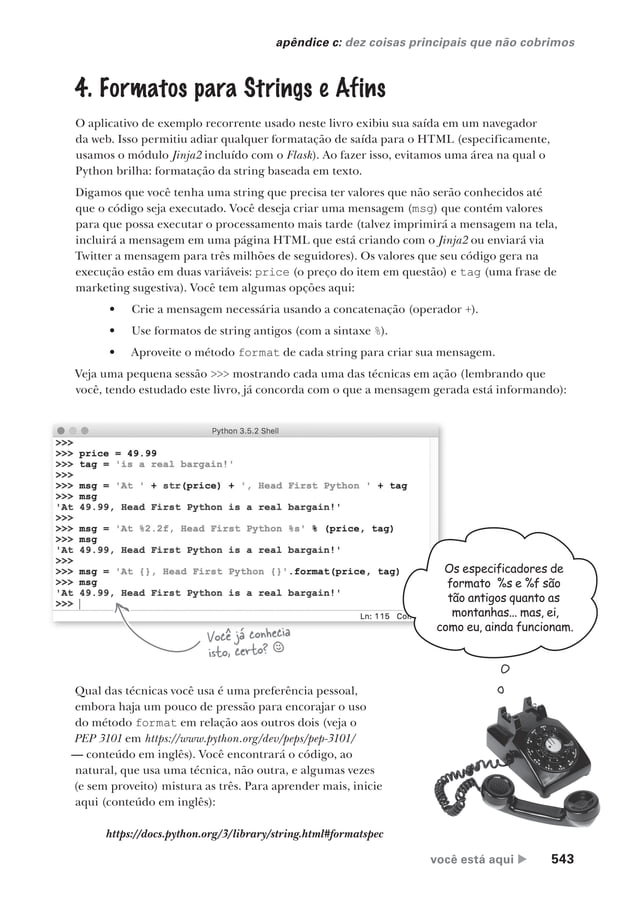 apêndice c: dez coisas principais que não cobrimos
4. Formatos para Strings e Afins
O aplicativo de exemplo recorrente usado neste livro exibiu sua saída em um navegador
da web. Isso permitiu adiar qualquer formatação de saída para o HTML (especificamente,
usamos o módulo Jinja2 incluído com o Flask). Ao fazer isso, evitamos uma área na qual o
Python brilha: formatação da string baseada em texto.
Digamos que você tenha uma string que precisa ter valores que não serão conhecidos até
que o código seja executado. Você deseja criar uma mensagem (msg) que contém valores
para que possa executar o processamento mais tarde (talvez imprimirá a mensagem na tela,
incluirá a mensagem em uma página HTML que está criando com o Jinja2 ou enviará via
Twitter a mensagem para três milhões de seguidores). Os valores que seu código gera na
execução estão em duas variáveis: price (o preço do item em questão) e tag (uma frase de
marketing sugestiva). Você tem algumas opções aqui:
• Crie a mensagem necessária usando a concatenação (operador +).
• Use formatos de string antigos (com a sintaxe %).
• Aproveite o método format de cada string para criar sua mensagem.
Veja uma pequena sessão >>> mostrando cada uma das técnicas em ação (lembrando que
você, tendo estudado este livro, já concorda com o que a mensagem gerada está informando):
Python 3.5.2 Shell
>>>
>>> price = 49.99
>>> tag = 'is a real bargain!'
>>>
>>> msg = 'At ' + str(price) + ', Head First Python ' + tag
>>> msg
'At 49.99, Head First Python is a real bargain!'
>>>
>>> msg = 'At %2.2f, Head First Python %s' % (price, tag)
>>> msg
'At 49.99, Head First Python is a real bargain!'
>>>
>>> msg = 'At {}, Head First Python {}'.format(price, tag)
>>> msg
'At 49.99, Head First Python is a real bargain!'
>>>
Ln: 115
Você já conhecia
isto, certo? ☺
Os especificadores de
formato %s e %f são
tão antigos quanto as
montanhas... mas, ei,
como eu, ainda funcionam.
Qual das técnicas você usa é uma preferência pessoal,
embora haja um pouco de pressão para encorajar o uso
do método format em relação aos outros dois (veja o
PEP 3101 em https://www.python.org/dev/peps/pep-3101/
— conteúdo em inglês). Você encontrará o código, ao
natural, que usa uma técnica, não outra, e algumas vezes
(e sem proveito) mistura as três. Para aprender mais, inicie
aqui (conteúdo em inglês):
https://docs.python.org/3/library/string.html#formatspec
você está aqui ▶ 543